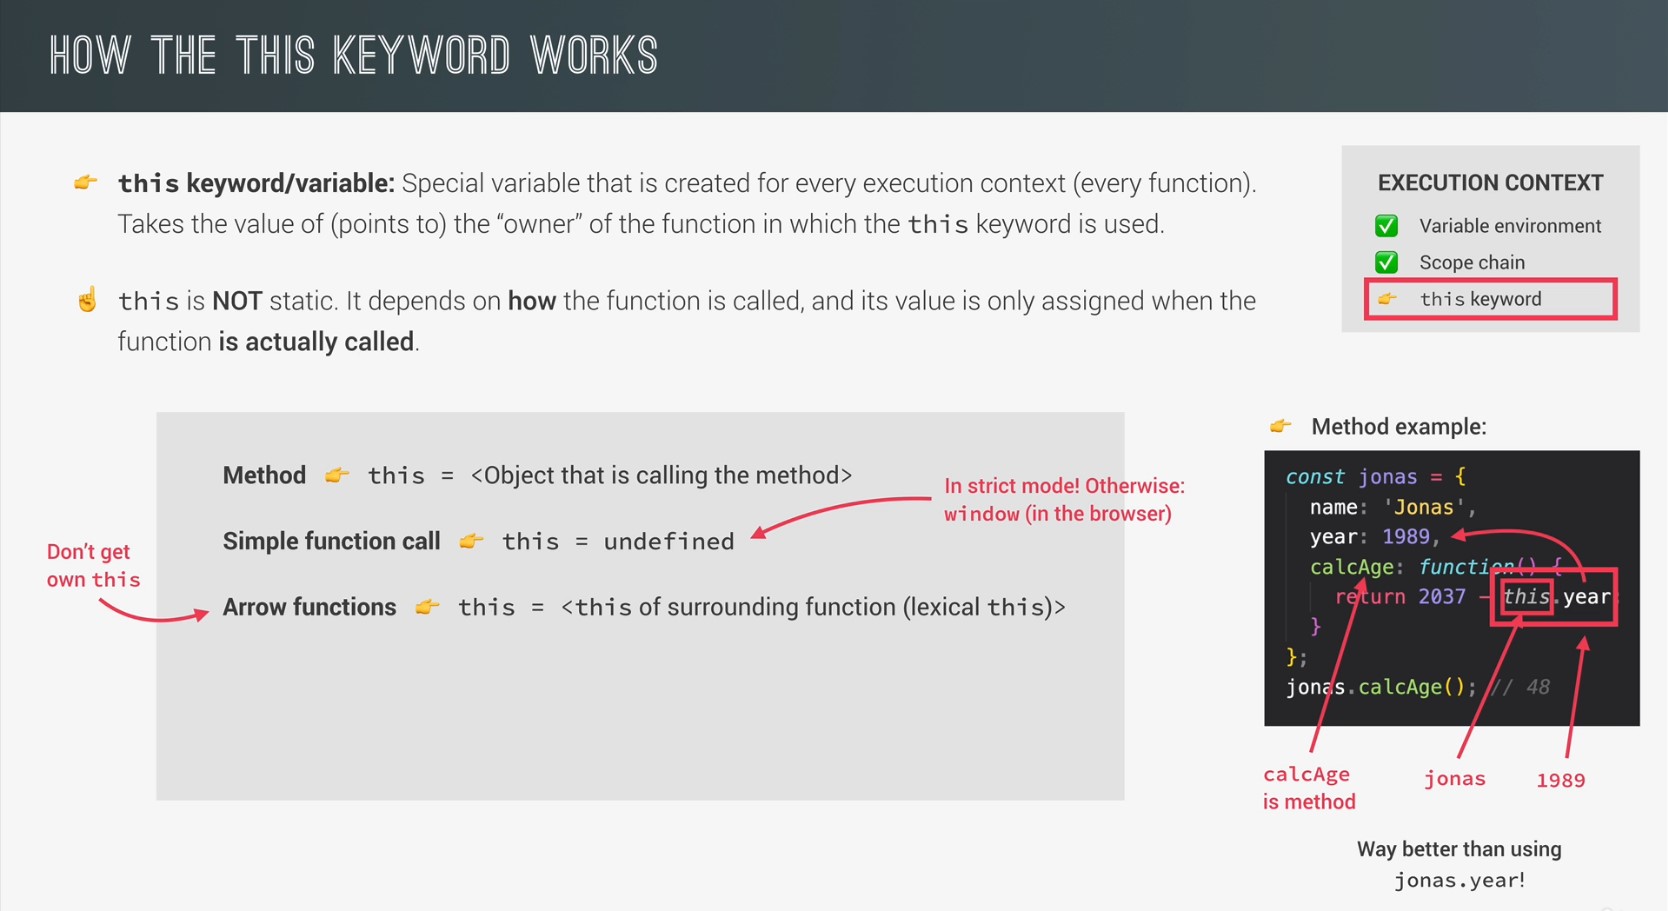 HOW THE THIS KEYWORD WORKS
this keyword/variable: Special variable that is created for every execution context (every function).
Takes the value of (points to) the “owner” of the function in which the this keyword is used.
this is NOT static. It depends on how the function is called, and its value is only assigned when the
function is actually called.
EXECUTION CONTEXT
Variable environment
Scope chain
this keyword
Method 👉 this = <Object that is calling the method>
In strict mode! Otherwise:
window (in the browser)
Simple function call 👉 this = undefined
Don’t get
own this
Arrow functions 👉 this = <this of surrounding function (lexical this)>
Method example:
const jonas = {
name: 'Jonas',
year: 1989,
calcAge: function() {
return 2037 - this.year
}
};
jonas.calcAge(); // 48
calcAge
is method
jonas
1989
Way better than using
jonas.year!